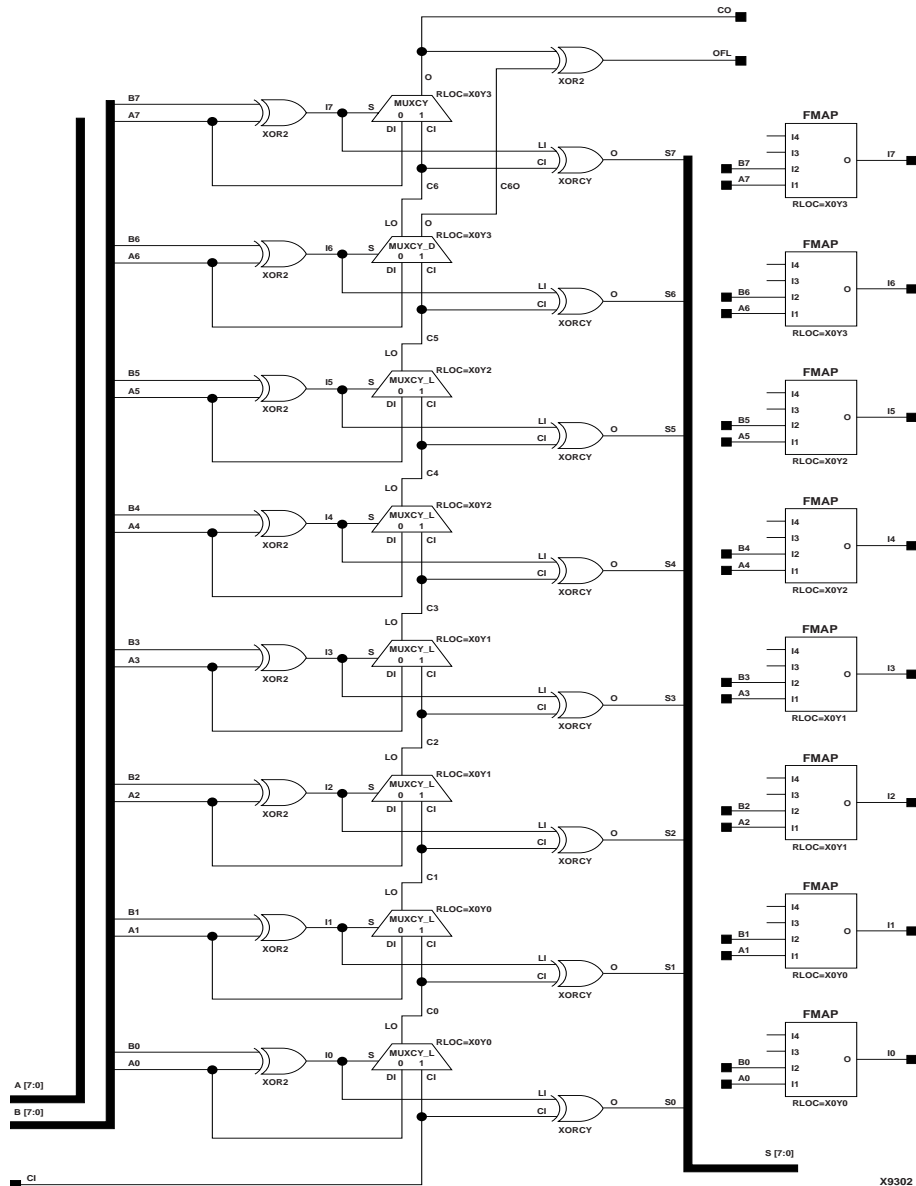 CO
OFL
O
XOR2
B7
A7
XOR2
I7
S
MUXCY
0 1
DI
CI
RLOC=X0Y3
LI
CI
XORCY
O
S7
C6
C6O
LO
O
B6
A6
XOR2
I6
S
MUXCY_D
0 1
DI
CI
RLOC=X0Y3
LI
CI
XORCY
O
S6
C5
LO
B5
A5
XOR2
I5
S
MUXCY_L
0 1
DI
CI
RLOC=X0Y2
LI
CI
XORCY
O
S5
C4
LO
B4
A4
XOR2
I4
S
MUXCY_L
0 1
DI
CI
RLOC=X0Y2
LI
CI
XORCY
O
S4
C3
LO
B3
A3
XOR2
I3
S
MUXCY_L
0 1
DI
CI
RLOC=X0Y1
LI
CI
XORCY
O
S3
C2
LO
B2
A2
XOR2
I2
S
MUXCY_L
0 1
DI
CI
RLOC=X0Y1
LI
CI
XORCY
O
S2
C1
LO
B1
A1
XOR2
I1
S
MUXCY_L
0 1
DI
CI
RLOC=X0Y0
LI
CI
XORCY
O
S1
C0
LO
B0
A0
XOR2
I0
S
MUXCY_L
0 1
DI
CI
RLOC=X0Y0
LI
CI
XORCY
O
S0
A [7:0]
B [7:0]
CI
S [7:0]
FMAP
I4
I3
B7 I2
A7 I1
O
I7
RLOC=X0Y3
FMAP
I4
I3
B6 I2
A6 I1
O
I6
RLOC=X0Y3
FMAP
I4
I3
B5 I2
A5 I1
O
I5
RLOC=X0Y2
FMAP
I4
I3
B4 I2
A4 I1
O
I4
RLOC=X0Y2
FMAP
I4
I3
B3 I2
A3 I1
O
I3
RLOC=X0Y1
FMAP
I4
I3
B2 I2
A2 I1
O
I2
RLOC=X0Y1
FMAP
I4
I3
B1 I2
A1 I1
O
I1
RLOC=X0Y0
FMAP
I4
I3
B0 I2
A0 I1
O
I0
RLOC=X0Y0
X9302